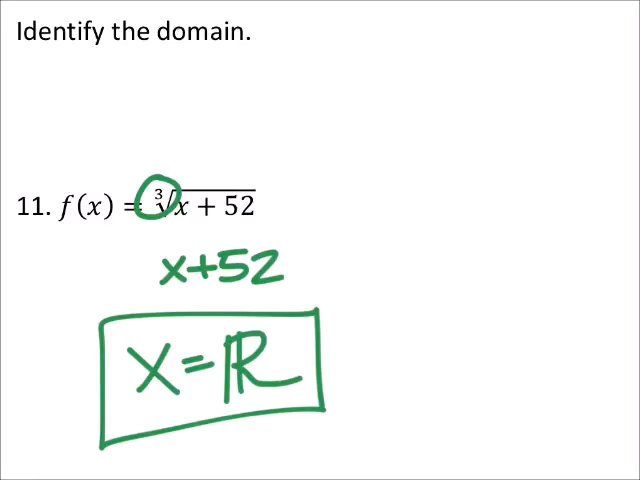 Identify the domain.
11. f(x) = ∛x + 52
x+52
x=ℝ